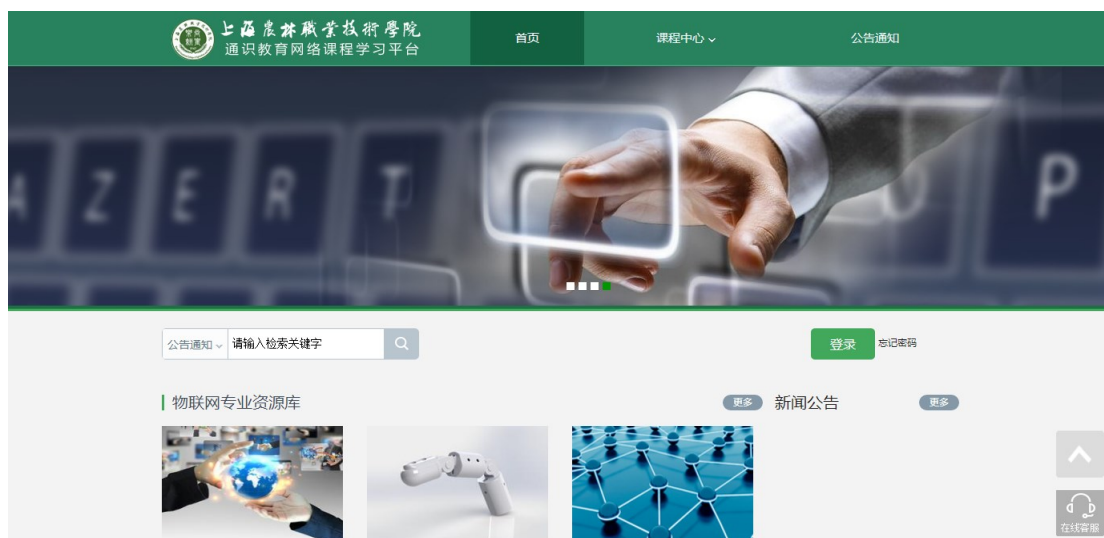 上海農林職業技術學院
通识教育网络课程学习平台
首页
课程中心
公告通知
A Z E R T
P
公告通知 请输入检索关键字
登录 忘记密码
物联网专业资源库 更多
新闻公告 更多
在线客服